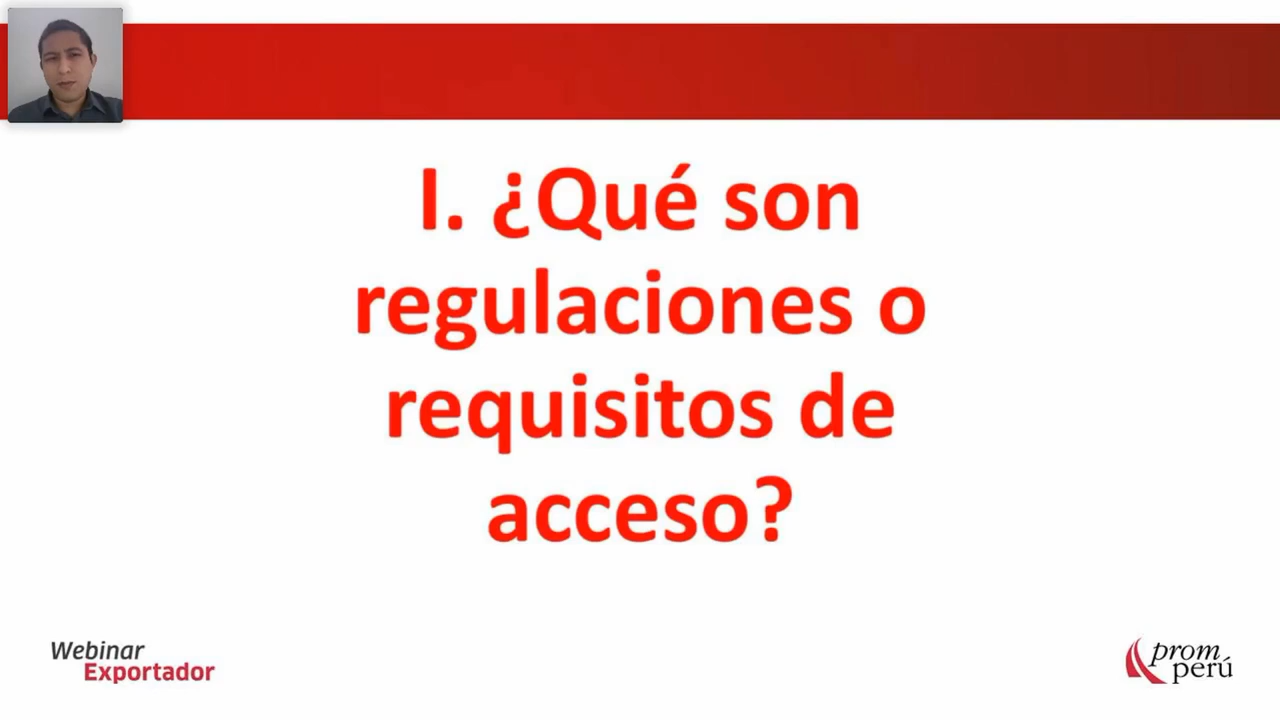 I. ¿Qué son
regulaciones o
requisitos de
acceso?
Webinar
Exportador
prom
perú